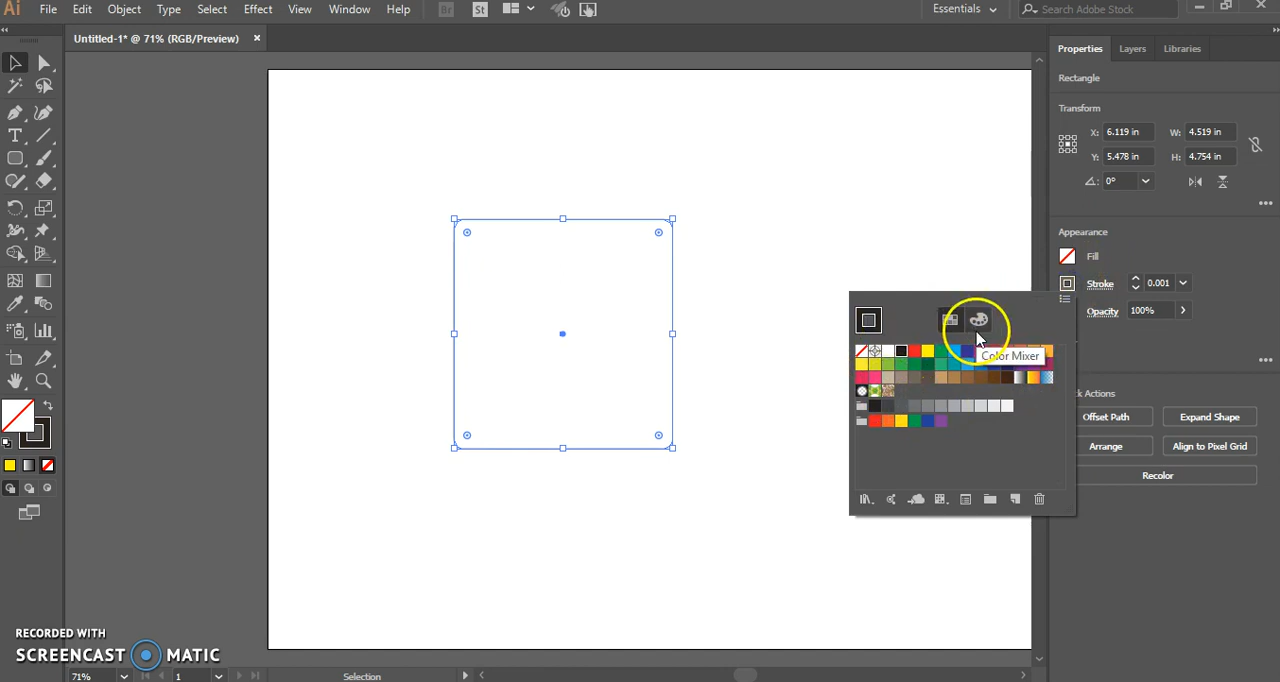 Ai File Edit Object Type Select Effect View Window Help Br St Essentials Search Adobe Stock
Untitled-1* @ 71% (RGB/Preview) ×
Properties Layers Libraries
Rectangle
Transform
X: 6.119 in W: 4.519 in
Y: 5.478 in H: 4.754 in
0°
Appearance
Fill
Stroke 0.001
Opacity 100%
Color Mixer
ck Actions
Offset Path Expand Shape
Arrange Align to Pixel Grid
Recolor
RECORDED WITH
SCREENCAST MATIC
71% 1 Selection